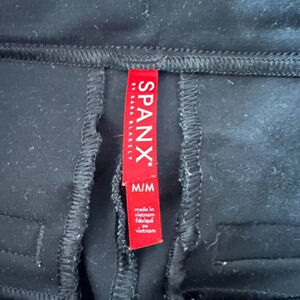 SPANX®
BY SARA BLAKELY
M/M
made in
vietnam
fabriqué
au
vietnam